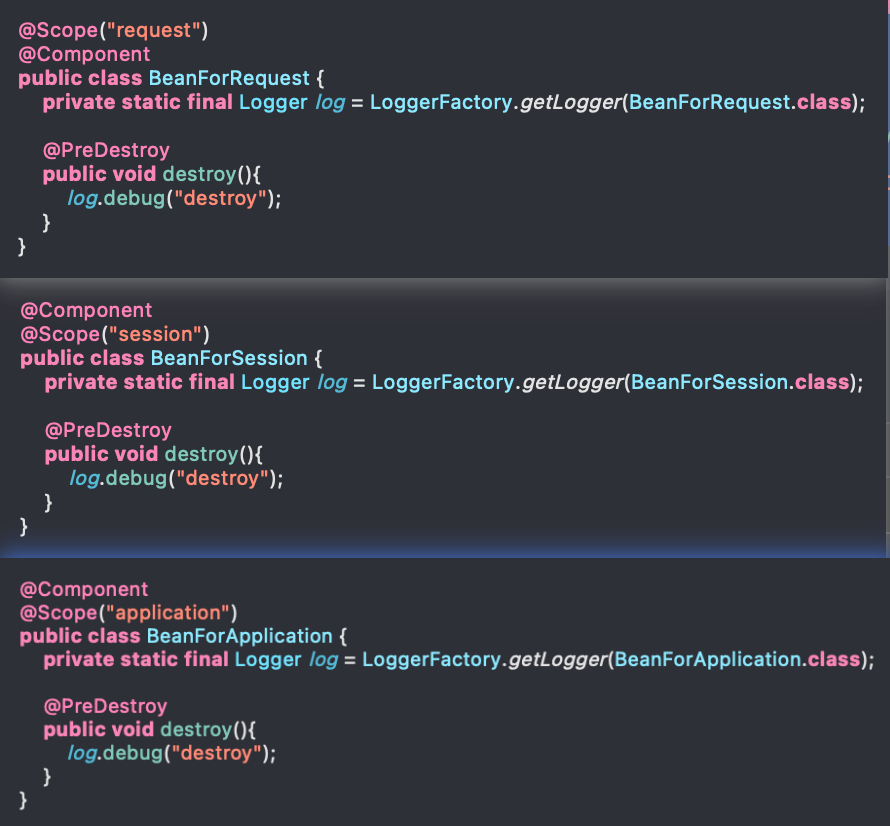 @Scope("request")
@Component
public class BeanForRequest {
    private static final Logger log = LoggerFactory.getLogger(BeanForRequest.class);

    @PreDestroy
    public void destroy(){
        log.debug("destroy");
    }
}
@Component
@Scope("session")
public class BeanForSession {
    private static final Logger log = LoggerFactory.getLogger(BeanForSession.class);

    @PreDestroy
    public void destroy(){
        log.debug("destroy");
    }
}
@Component
@Scope("application")
public class BeanForApplication {
    private static final Logger log = LoggerFactory.getLogger(BeanForApplication.class);

    @PreDestroy
    public void destroy(){
        log.debug("destroy");
    }
}